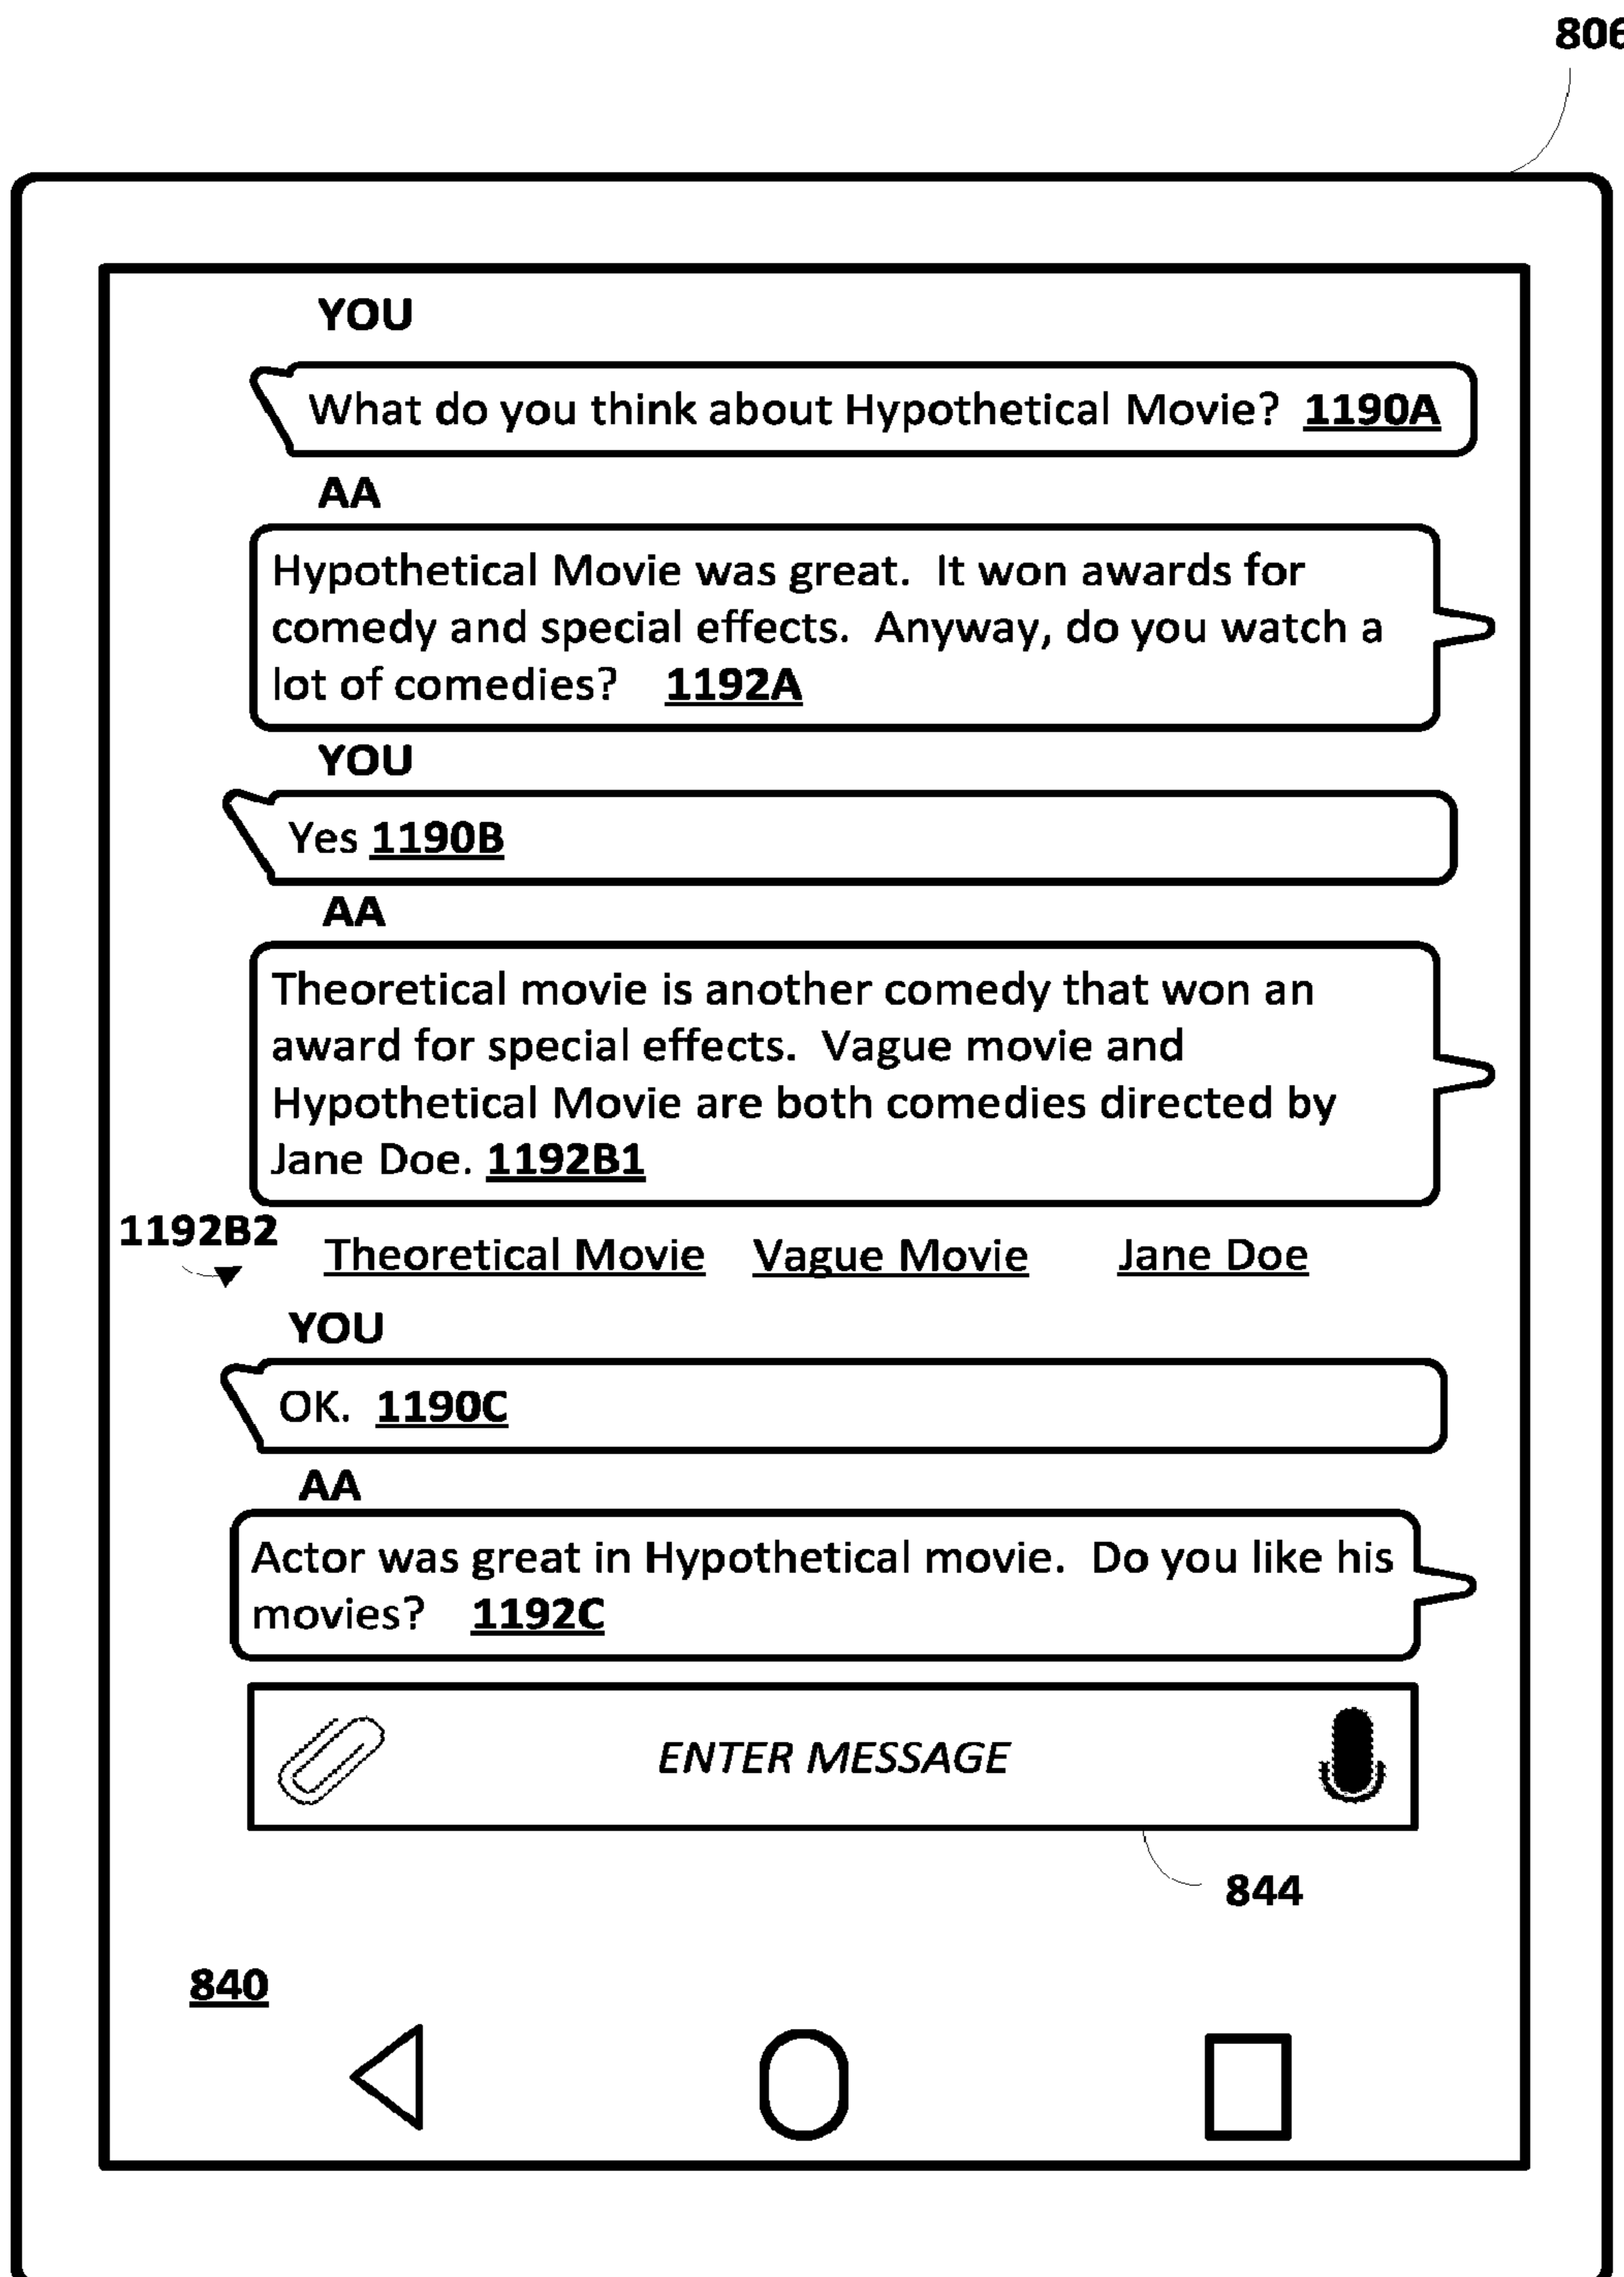 806
YOU
What do you think about Hypothetical Movie? 1190A
AA
Hypothetical Movie was great. It won awards for
comedy and special effects. Anyway, do you watch a
lot of comedies? 1192A
YOU
Yes 1190B
AA
Theoretical movie is another comedy that won an
award for special effects. Vague movie and
Hypothetical Movie are both comedies directed by
Jane Doe. 1192B1
1192B2
Theoretical Movie Vague Movie Jane Doe
YOU
OK. 1190C
AA
Actor was great in Hypothetical movie. Do you like his
movies? 1192C
ENTER MESSAGE
844
840